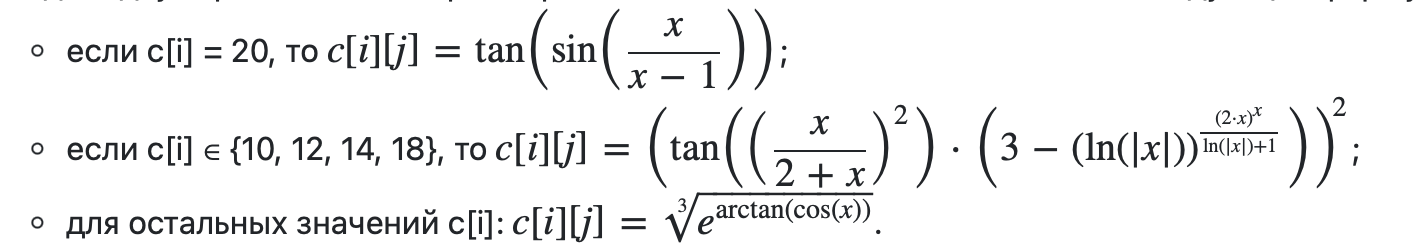 если c[i] = 20, то c[i][j] = tan(sin(x/(x − 1)));
если c[i] ∈ {10, 12, 14, 18}, то c[i][j] = (tan((x/(2 + x))^2) · (3 − (ln(|x|))^((2·x)^x/(ln(|x|)+1))))^2;
для остальных значений c[i]: c[i][j] = ∛(e^arctan(cos(x))).